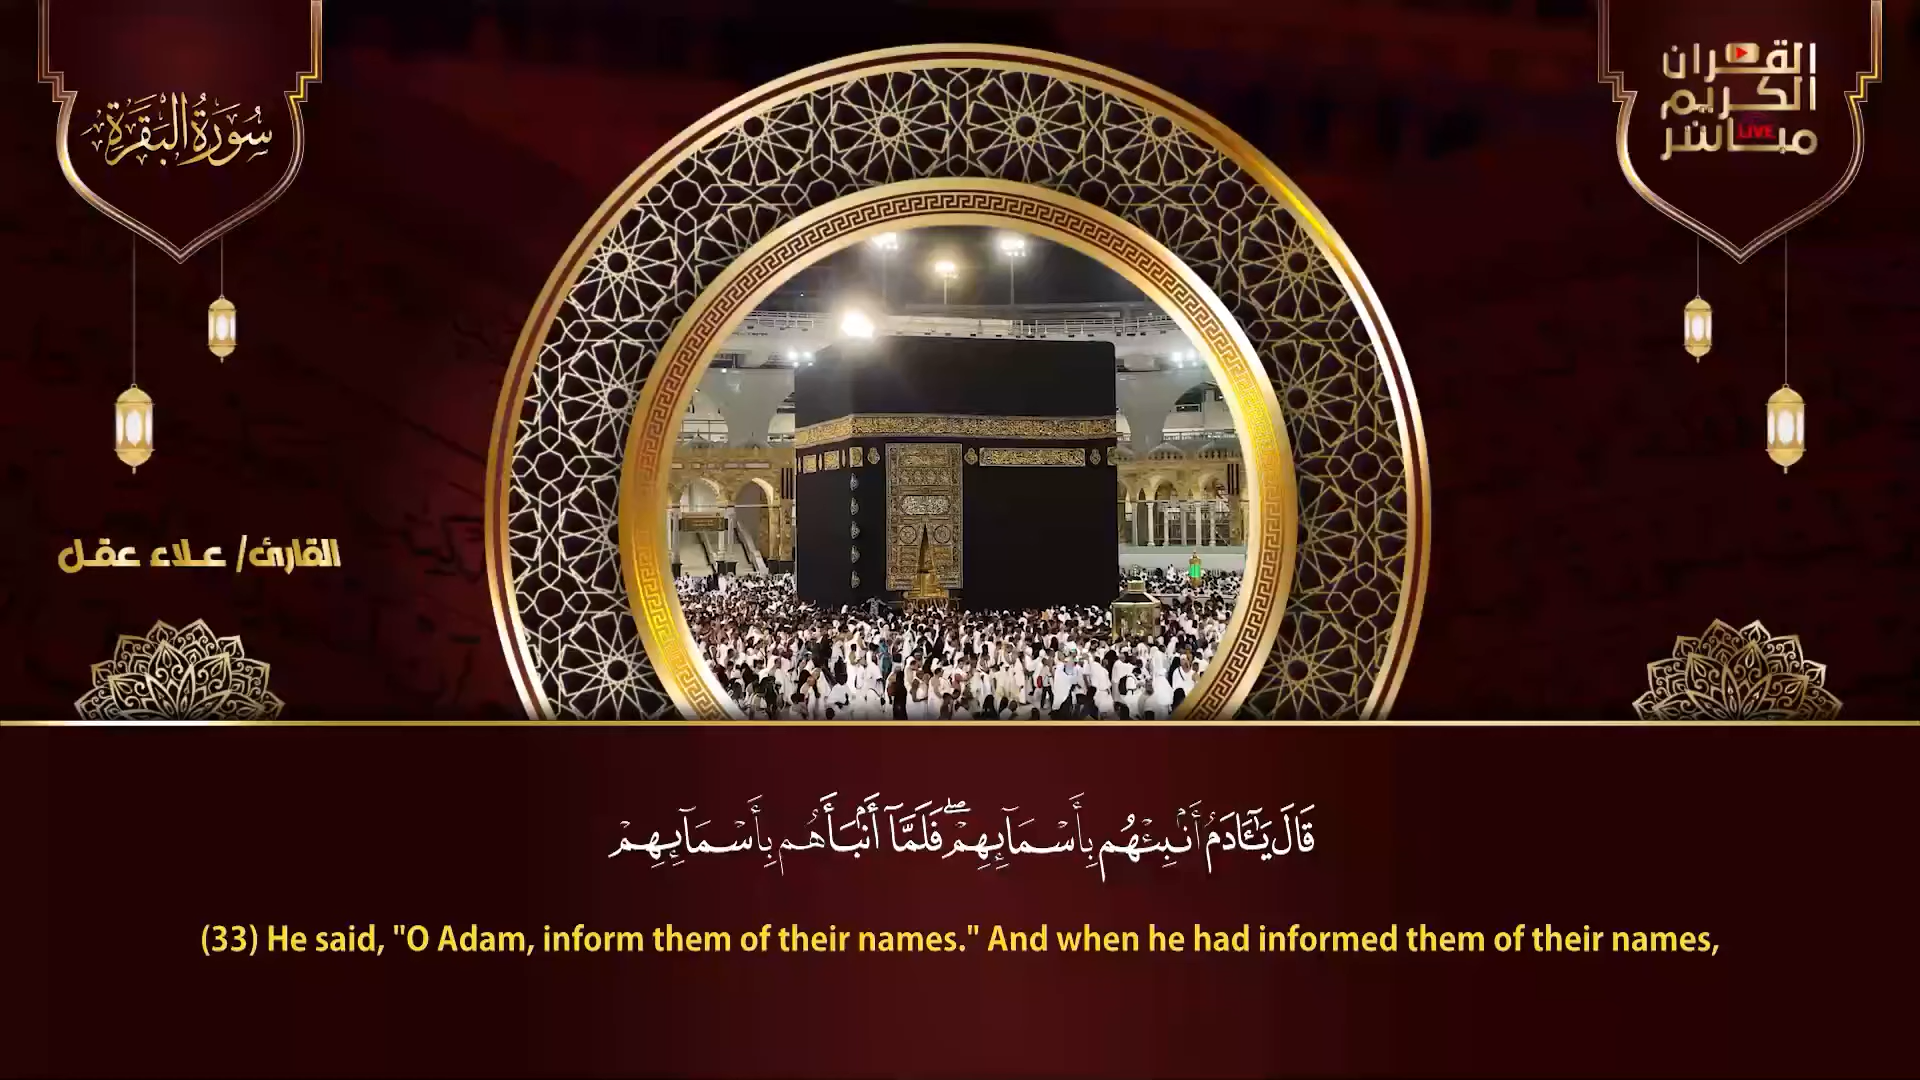 سُورَةُ البَقَرَةِ
القرآن
الكريم
مباشر
LIVE
القارئ/ علاء عقل
قَالَ يَـٰٓـَٔادَمُ أَنۢبِئْهُم بِأَسْمَآئِهِمْ ۖ فَلَمَّآ أَنۢبَأَهُم بِأَسْمَآئِهِمْ
(33) He said, "O Adam, inform them of their names." And when he had informed them of their names,